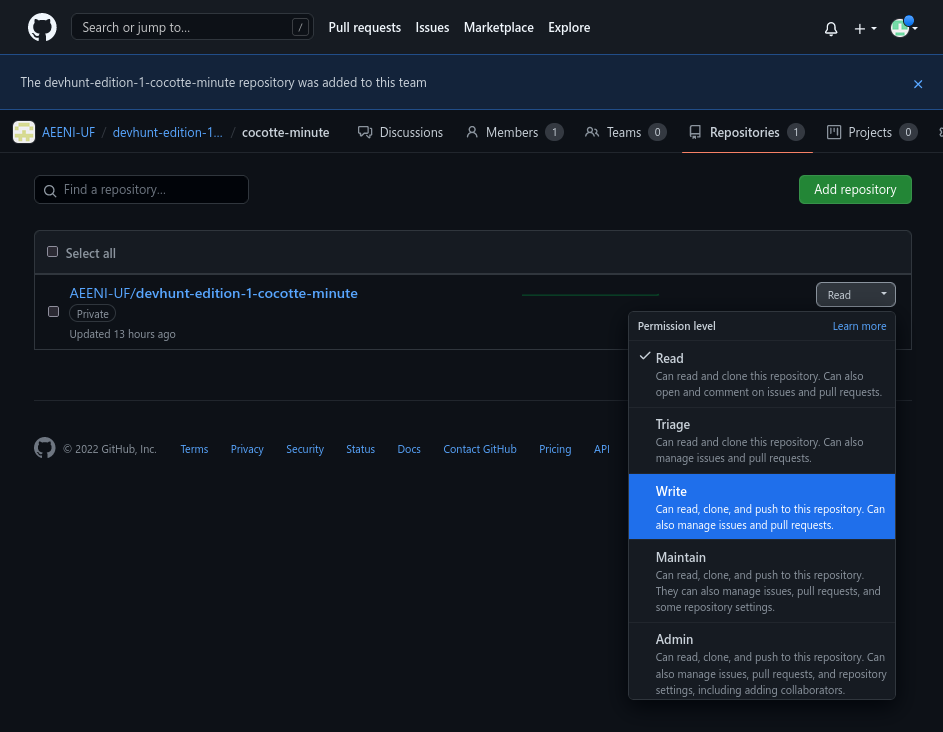 Search or jump to... /
Pull requests Issues Marketplace Explore
The devhunt-edition-1-cocotte-minute repository was added to this team
AEENI-UF / devhunt-edition-1... / cocotte-minute Discussions Members 1 Teams 0 Repositories 1 Projects 0
Find a repository... Add repository
Select all
AEENI-UF/devhunt-edition-1-cocotte-minute
Private
Updated 13 hours ago
Read
Permission level Learn more
Read
Can read and clone this repository. Can also
open and comment on issues and pull requests.
Triage
Can read and clone this repository. Can also
manage issues and pull requests.
Write
Can read, clone, and push to this repository. Can
also manage issues and pull requests.
Maintain
Can read, clone, and push to this repository.
They can also manage issues, pull requests, and
some repository settings.
Admin
Can read, clone, and push to this repository. Can
also manage issues, pull requests, and repository
settings, including adding collaborators.
© 2022 GitHub, Inc. Terms Privacy Security Status Docs Contact GitHub Pricing API